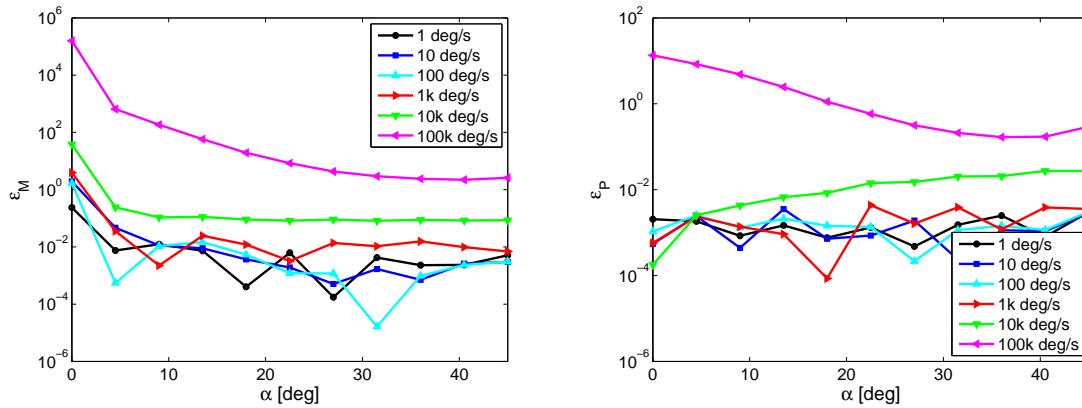 10^6
10^4
10^2
10^0
10^−2
10^−4
10^−6
ε_M
0 10 20 30 40
α [deg]
1 deg/s
10 deg/s
100 deg/s
1k deg/s
10k deg/s
100k deg/s
10^2
10^0
10^−2
10^−4
10^−6
ε_P
0 10 20 30 40
α [deg]
1 deg/s
10 deg/s
100 deg/s
1k deg/s
10k deg/s
100k deg/s